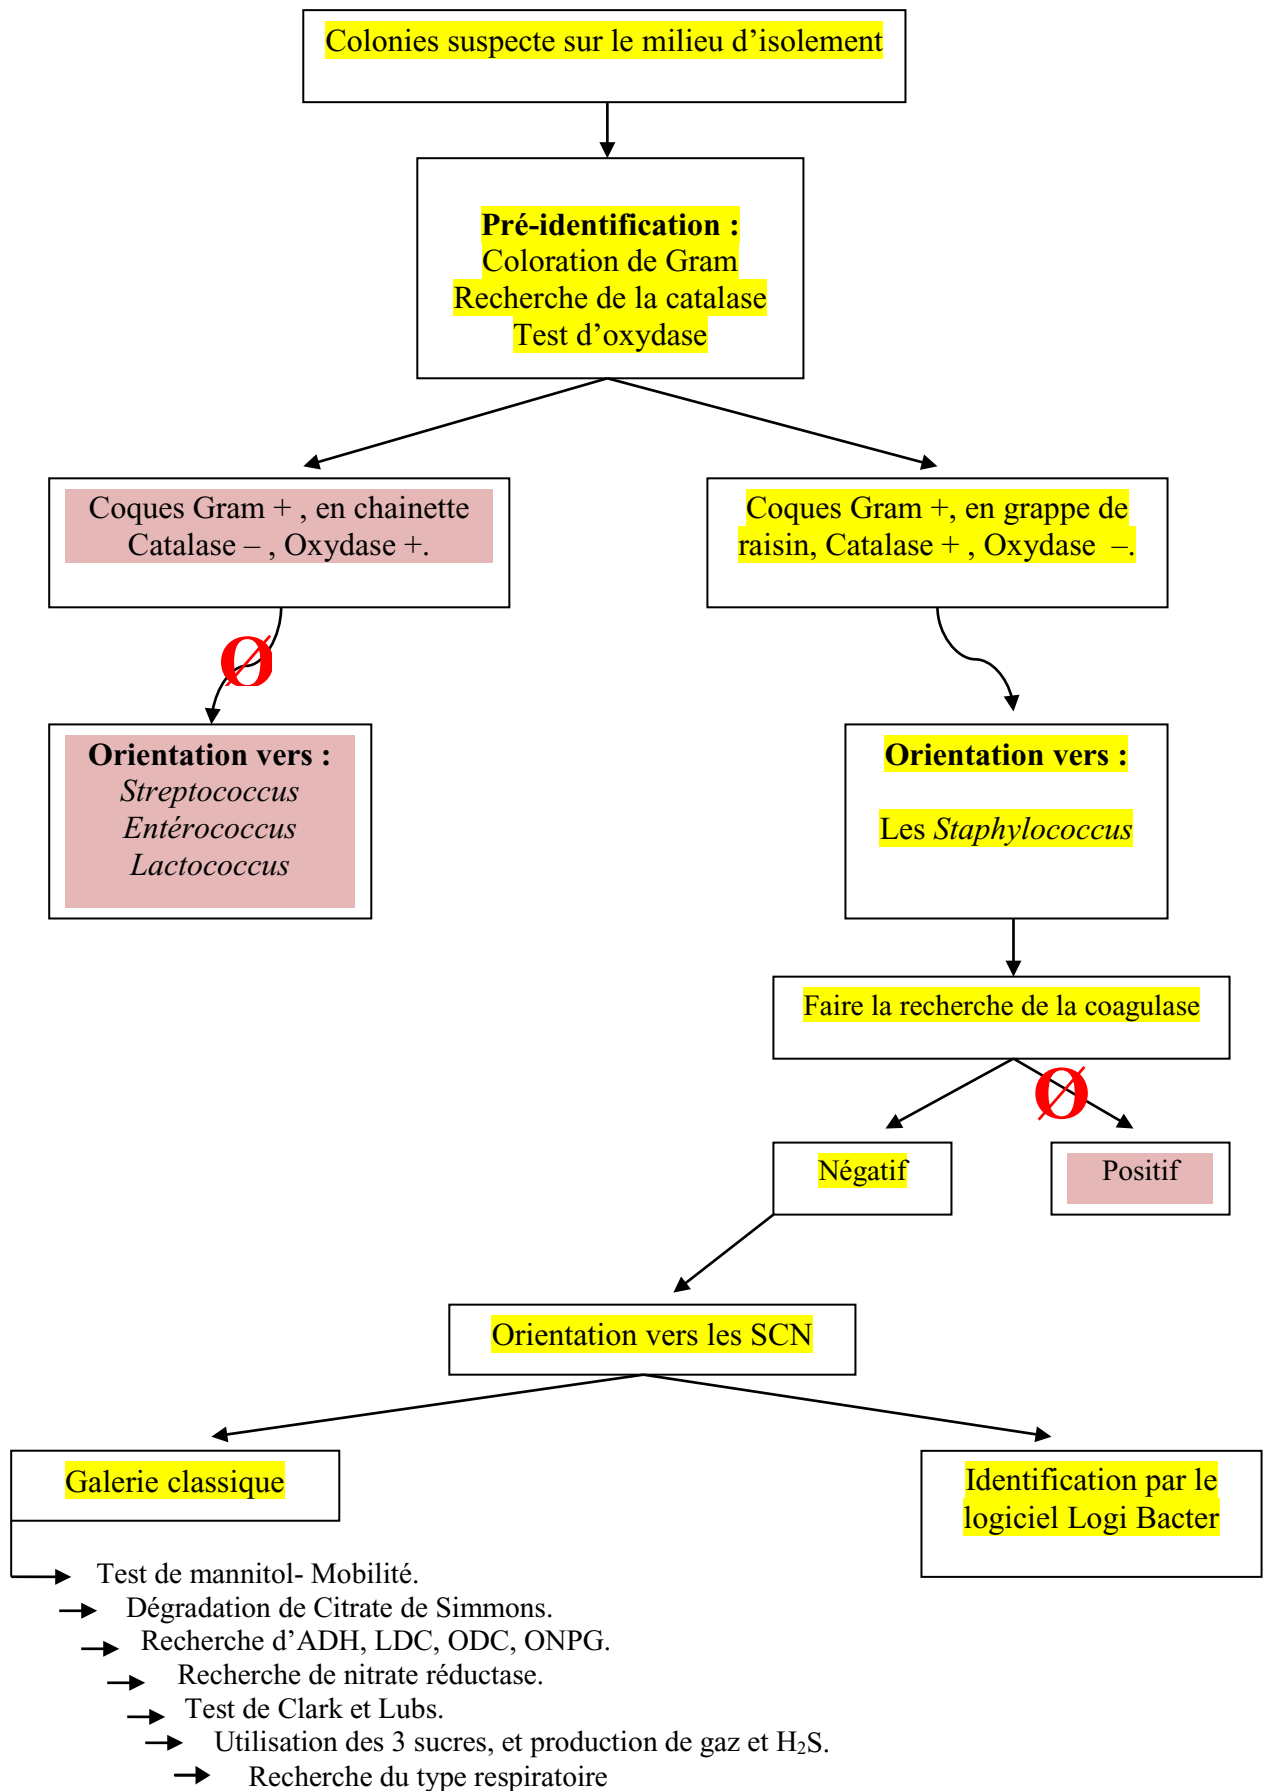 Colonies suspecte sur le milieu d’isolement
Pré-identification :
Coloration de Gram
Recherche de la catalase
Test d’oxydase
Coques Gram + , en chainette
Catalase – , Oxydase +.
Coques Gram +, en grappe de
raisin, Catalase + , Oxydase –.
Ø
Orientation vers :
Streptococcus
Entérococcus
Lactococcus
Orientation vers :
Les Staphylococcus
Faire la recherche de la coagulase
Ø
Négatif
Positif
Orientation vers les SCN
Galerie classique
Identification par le
logiciel Logi Bacter
Test de mannitol- Mobilité.
Dégradation de Citrate de Simmons.
Recherche d’ADH, LDC, ODC, ONPG.
Recherche de nitrate réductase.
Test de Clark et Lubs.
Utilisation des 3 sucres, et production de gaz et H₂S.
Recherche du type respiratoire